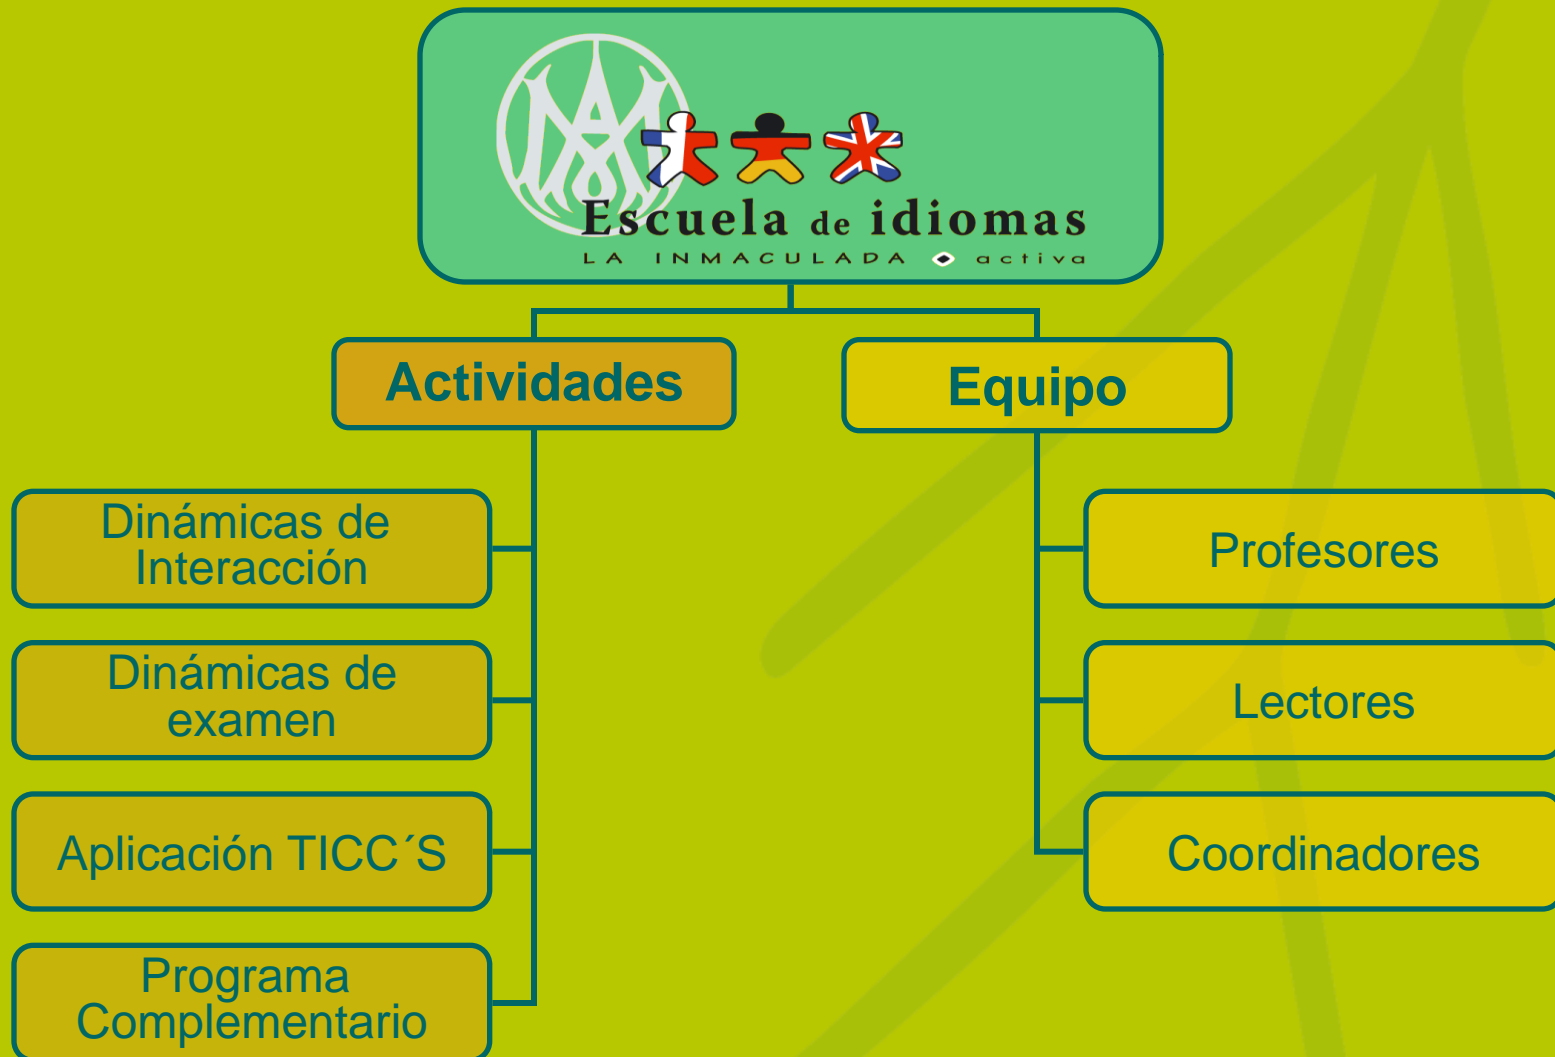 Escuela de idiomas
LA INMACULADA activa
Actividades
Equipo
Dinámicas de
Interacción
Dinámicas de
examen
Aplicación TICC´S
Programa
Complementario
Profesores
Lectores
Coordinadores